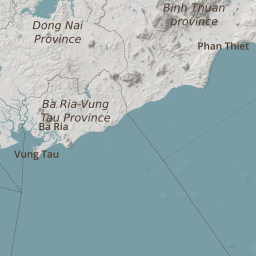 Dong Nai
Province
Binh Thuan
province
Phan Thiet
Ba Ria-Vung
Tau Province
Ba Ria
Vung Tau